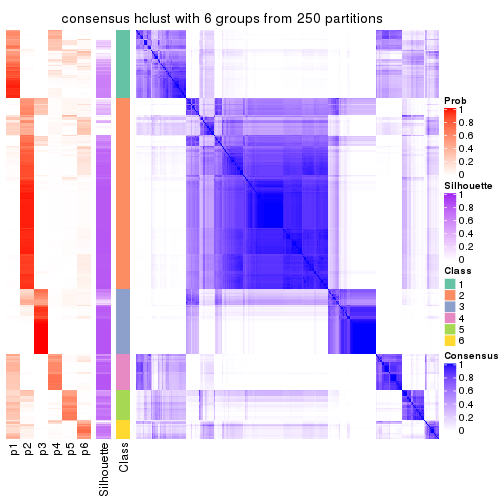 consensus hclust with 6 groups from 250 partitions
Prob
1
0.8
0.6
0.4
0.2
0
Silhouette
1
0.8
0.6
0.4
0.2
0
Class
1
2
3
4
5
6
Consensus
1
0.8
0.6
0.4
0.2
0
p1
p2
p3
p4
p5
p6
Silhouette
Class